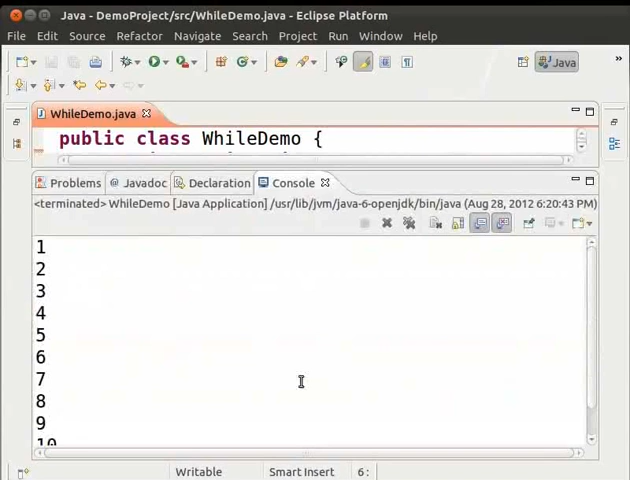 Java - DemoProject/src/WhileDemo.java - Eclipse Platform
File Edit Source Refactor Navigate Search Project Run Window Help
Java
WhileDemo.java
public class WhileDemo {
Problems Javadoc Declaration Console
<terminated> WhileDemo [Java Application] /usr/lib/jvm/java-6-openjdk/bin/java (Aug 28, 2012 6:20:43 PM)
1
2
3
4
5
6
7
8
9
10
Writable Smart Insert 6: